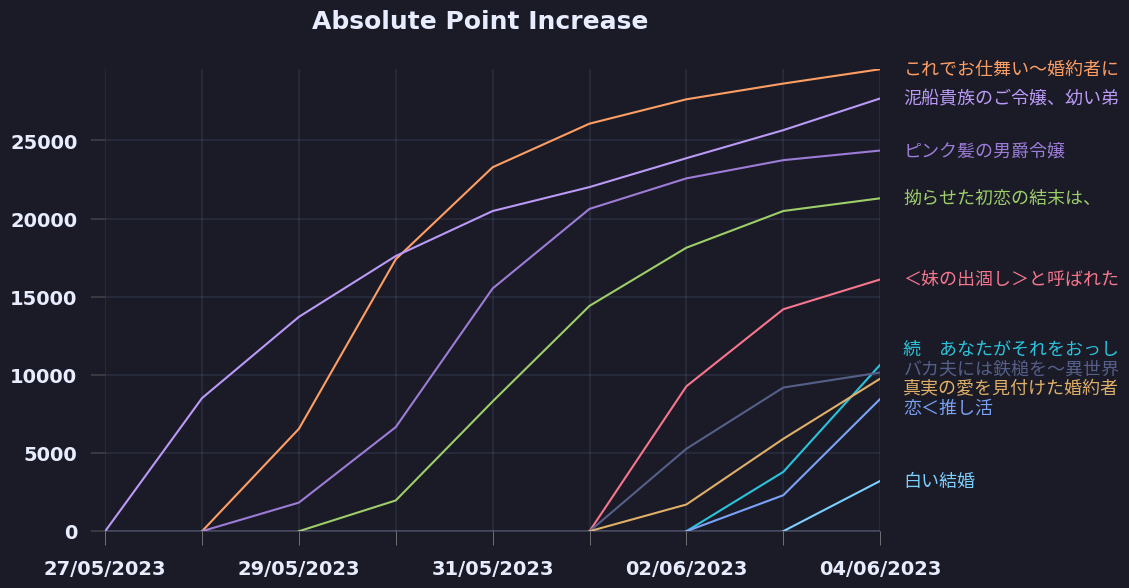 Absolute Point Increase
これでお仕舞い～婚約者に
泥船貴族のご令嬢、幼い弟
25000
ピンク髪の男爵令嬢
拗らせた初恋の結末は、
20000
＜妹の出涸し＞と呼ばれた
15000
続　あなたがそれをおっし
バカ夫には鉄槌を～異世界
10000
真実の愛を見付けた婚約者
恋＜推し活
5000
白い結婚
0
27/05/2023
29/05/2023
31/05/2023
02/06/2023
04/06/2023